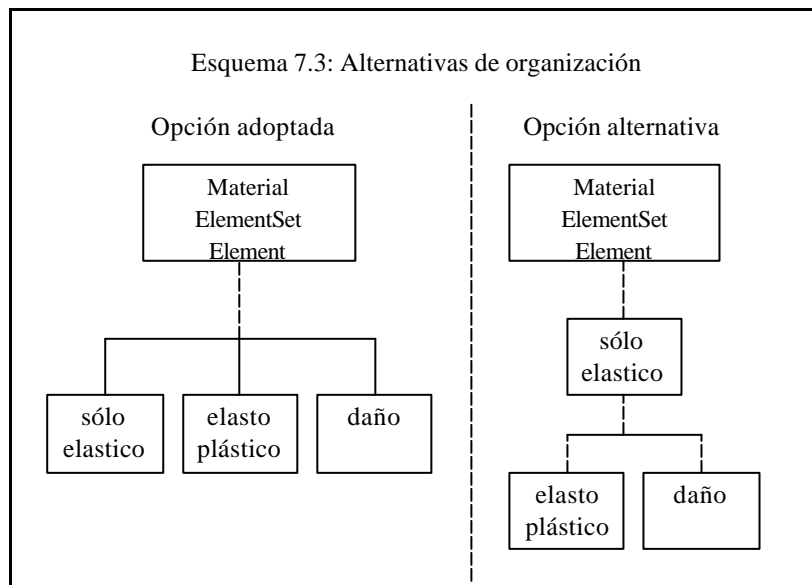 Esquema 7.3: Alternativas de organización
Opción adoptada
Material
ElementSet
Element
sólo
elastico
elasto
plástico
daño
Opción alternativa
Material
ElementSet
Element
sólo
elastico
elasto
plástico
daño